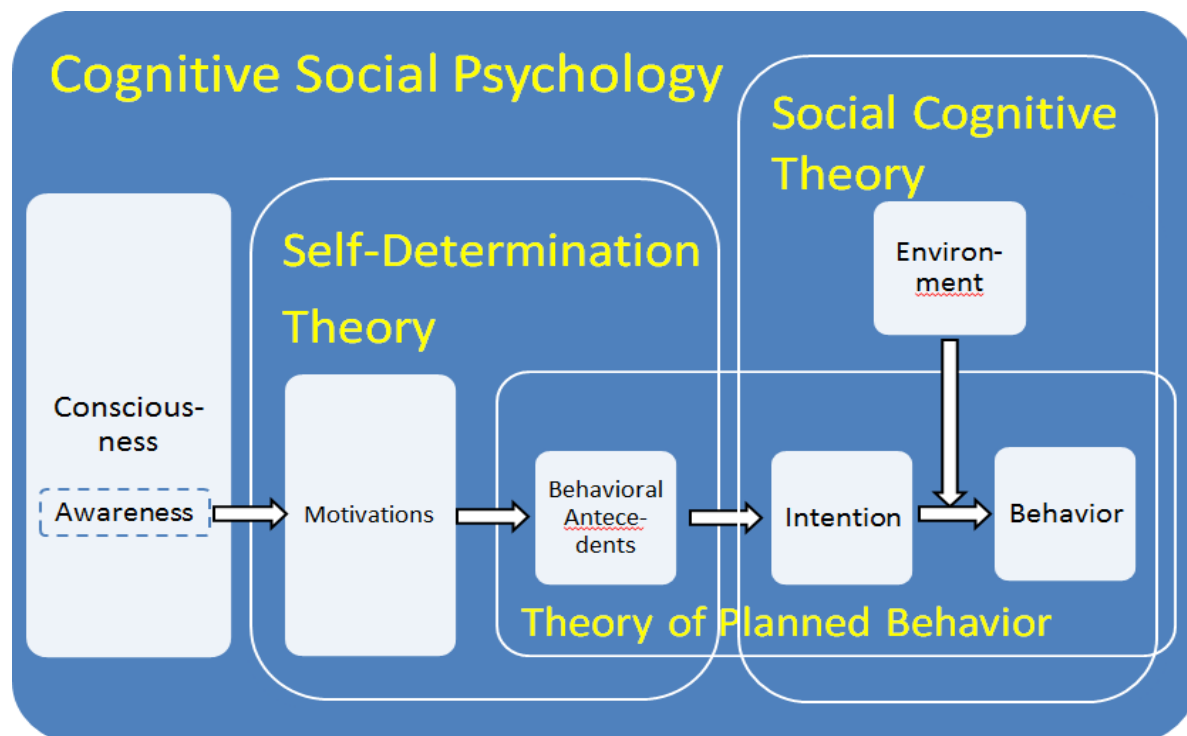 Cognitive Social Psychology
Social Cognitive
Theory
Self-Determination
Theory
Environ-
ment
Conscious-
ness
Awareness
Motivations
Behavioral
Antece-
dents
Intention
Behavior
Theory of Planned Behavior